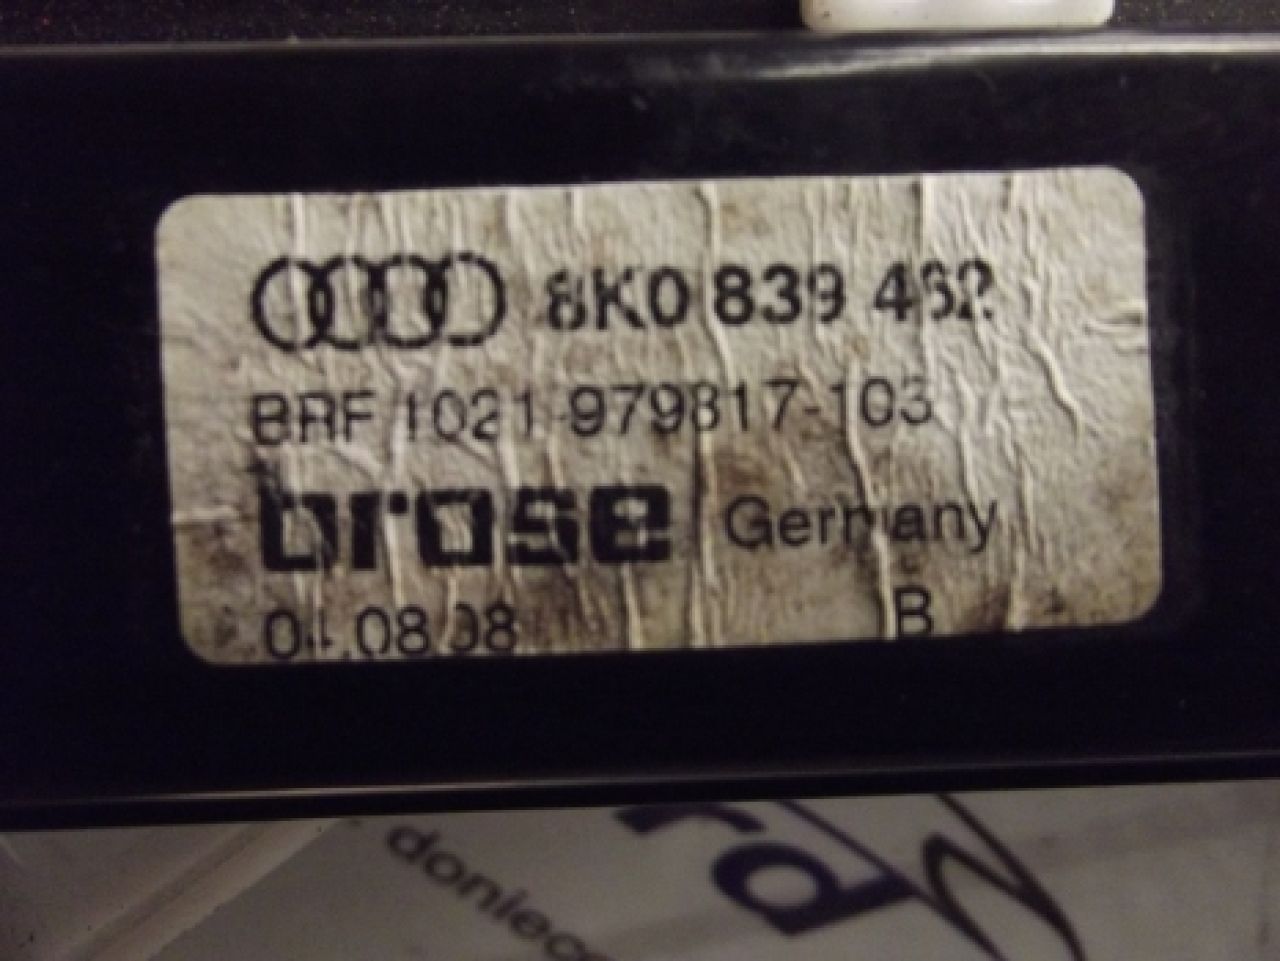 8K0 839 462
BRF 1021 979817-103
brose Germany
04.08.08 B